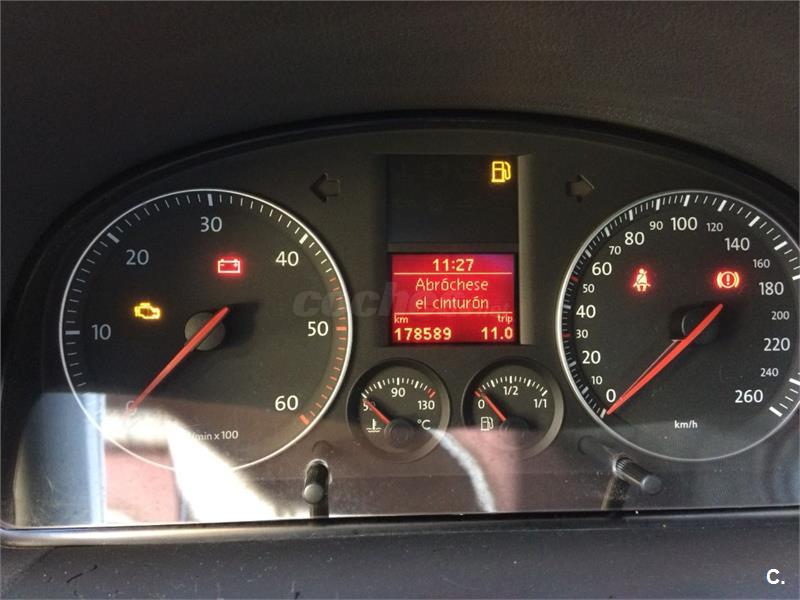 11:27
Abróchese
el cinturón
km trip
178589 11.0
0 10 20 30 40 50 60
/min x 100
50 90 130
°C
0 1/2 1/1
0 10 20 30 50 60 70 80 90 100 120 140 160 180 200 220 240 260
km/h
C.